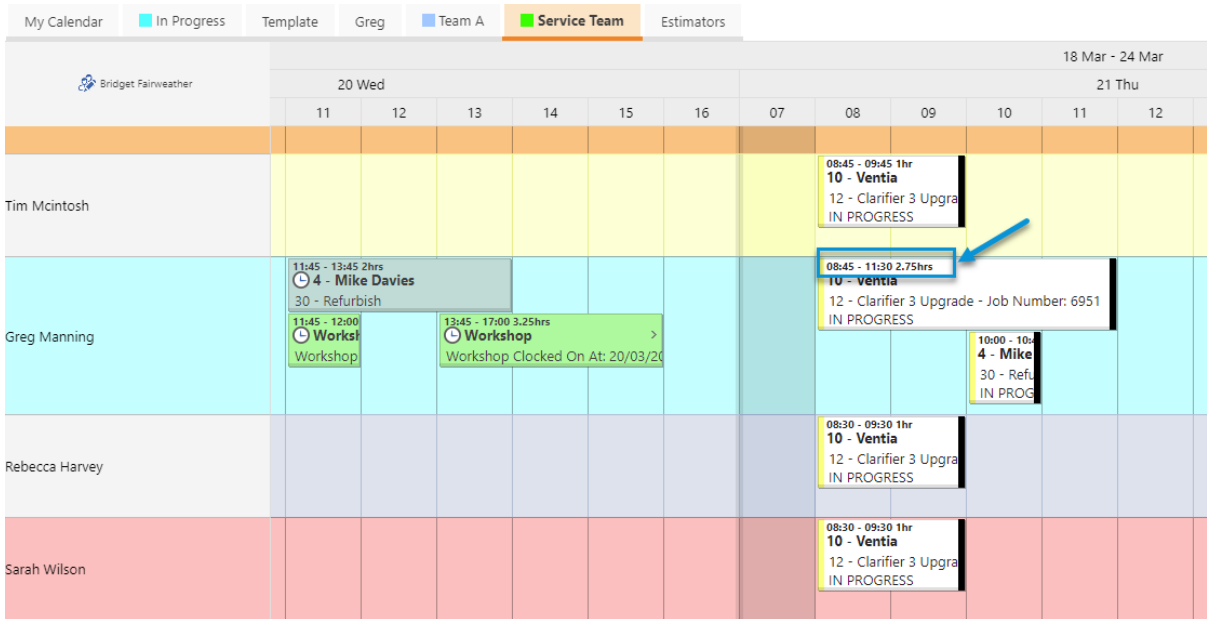 My Calendar In Progress Template Greg Team A Service Team Estimators
18 Mar - 24 Mar
Bridget Fairweather
20 Wed 21 Thu
11 12 13 14 15 16 07 08 09 10 11 12
Tim Mcintosh
08:45 - 09:45 1hr
10 - Ventia
12 - Clarifier 3 Upgra
IN PROGRESS
Greg Manning
11:45 - 13:45 2hrs
4 - Mike Davies
30 - Refurbish
11:45 - 12:00
Worksh
Workshop
13:45 - 17:00 3.25hrs
Workshop
Workshop Clocked On At: 20/03/20
08:45 - 11:30 2.75hrs
10 - Ventia
12 - Clarifier 3 Upgrade - Job Number: 6951
IN PROGRESS
10:00 - 10:4
4 - Mike
30 - Refu
IN PROG
Rebecca Harvey
08:30 - 09:30 1hr
10 - Ventia
12 - Clarifier 3 Upgra
IN PROGRESS
Sarah Wilson
08:30 - 09:30 1hr
10 - Ventia
12 - Clarifier 3 Upgra
IN PROGRESS